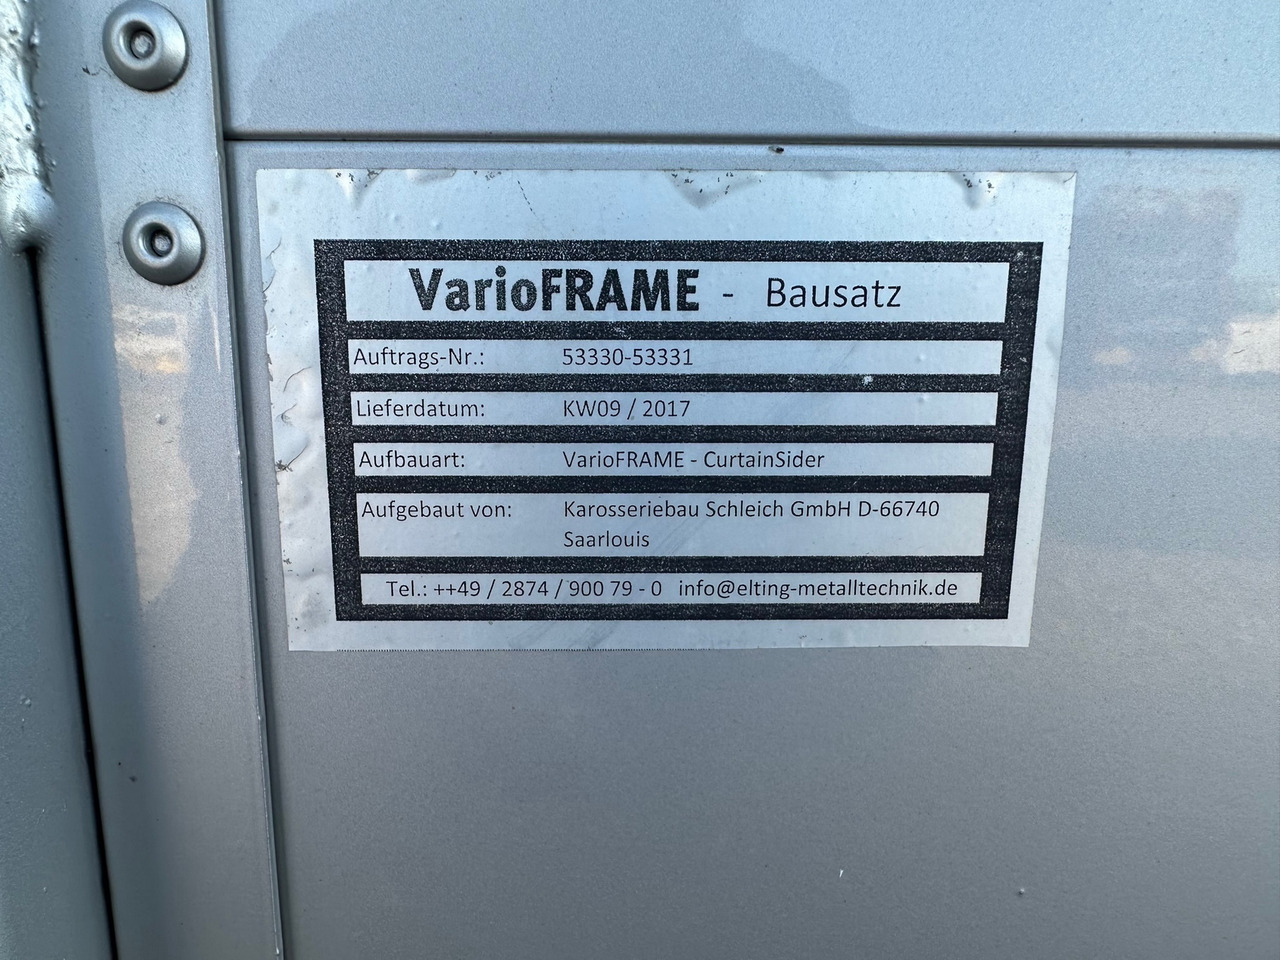 VarioFRAME - Bausatz
Auftrags-Nr.: 53330-53331
Lieferdatum: KW09 / 2017
Aufbauart: VarioFRAME - CurtainSider
Aufgebaut von: Karosseriebau Schleich GmbH D-66740
Saarlouis
Tel.: ++49 / 2874 / 900 79 - 0 info@elting-metalltechnik.de